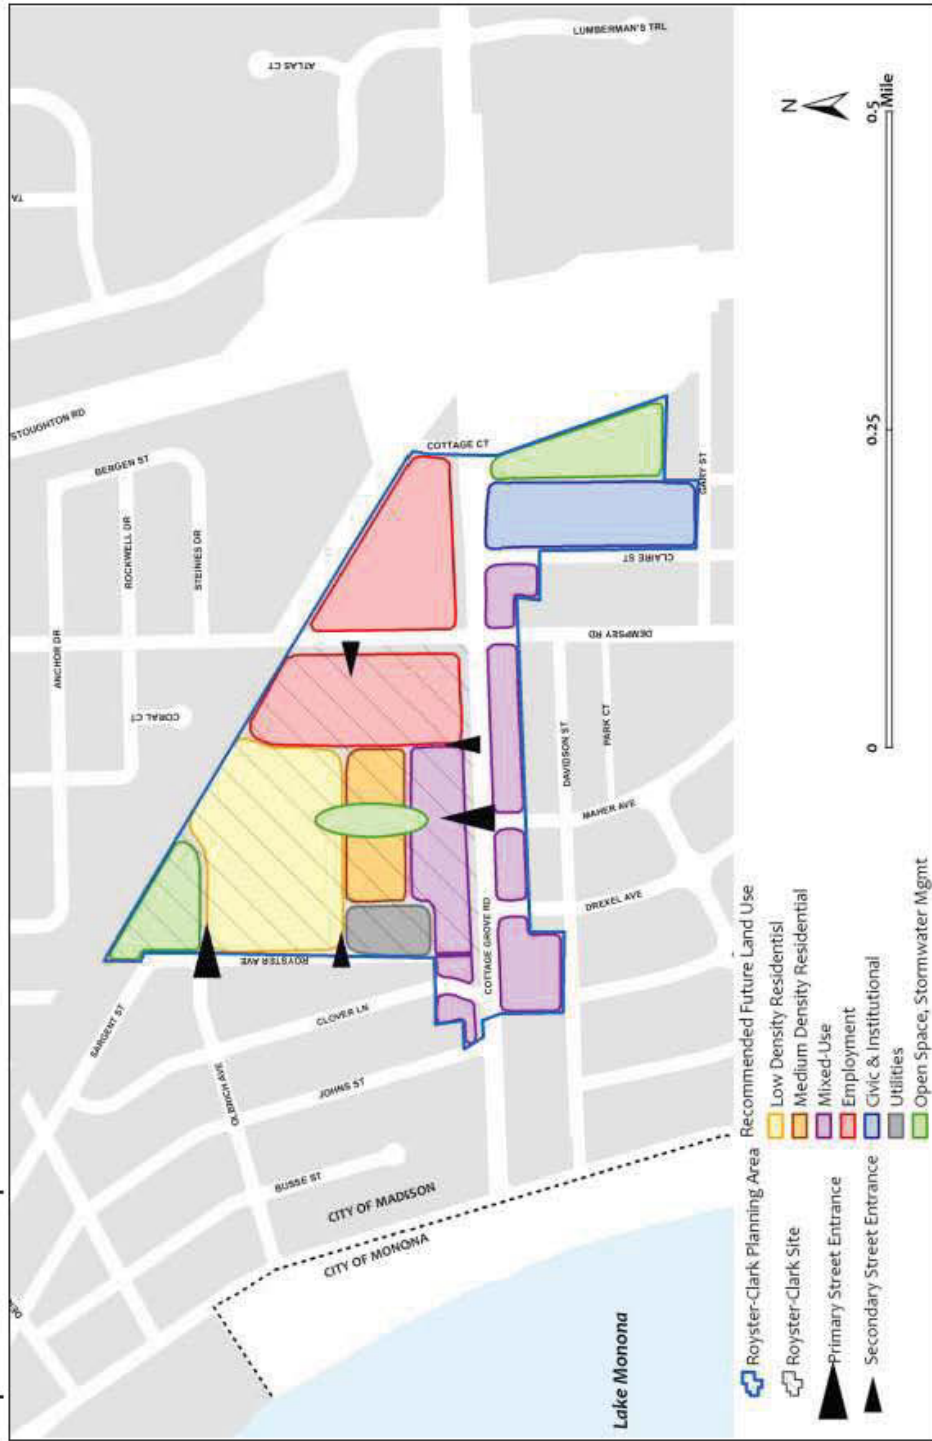 LUMBERMAN'S TRL
ATLAS CT
TA
STOUGHTON RD
BERGEN ST
ROCKWELL DR
STEINIES DR
ANCHOR DR
CORAL CT
COTTAGE CT
GARY ST
CLAIRE ST
DEMPSEY RD
DAVIDSON ST
PARK CT
MAHER AVE
DREXEL AVE
COTTAGE GROVE RD
ROYSTER AVE
SARGENT ST
CLOVER LN
OLBRICH AVE
JOHNS ST
BUSSE ST
DE
CITY OF MADISON
CITY OF MONONA
Lake Monona
N
0
0.25
0.5
Mile
Royster-Clark Planning Area
Royster-Clark Site
Primary Street Entrance
Secondary Street Entrance
Recommended Future Land Use
Low Density Residentisl
Medium Density Residential
Mixed-Use
Employment
Civic & Institutional
Utilities
Open Space, Stormwater Mgmt